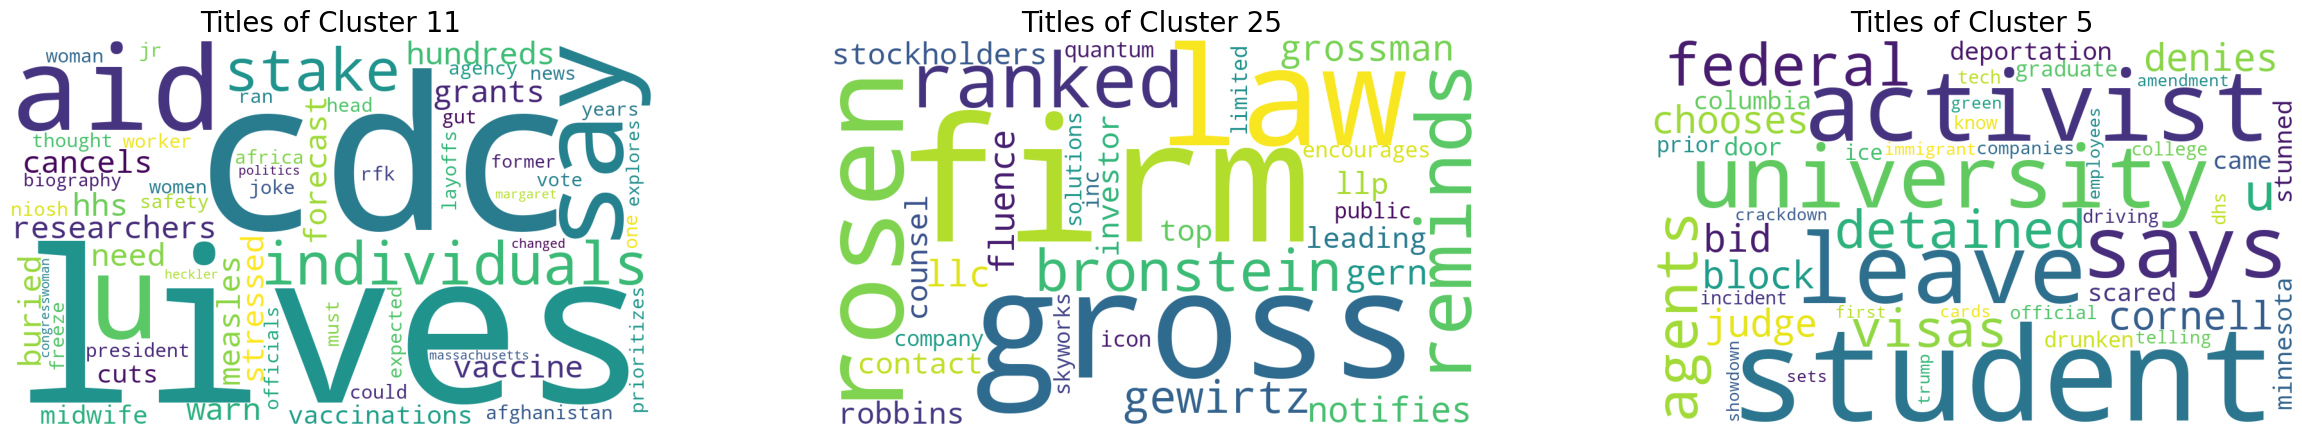 Titles of Cluster 11
woman
jr
hundreds
aid
stake
agency
news
say
ran
grants
years
head
gut
cdc
forecast
thought
worker
layoffs
explores
cancels
africa
politics
rfk
former
biography
women
joke
vote
niosh
hhs
safety
margaret
researchers
changed
one
lives
u
need
heckler
stressed
individuals
buried
congresswoman
freeze
measles
officials
must
expected
prioritizes
president
massachusetts
cuts
vaccine
could
midwife
warn
vaccinations
afghanistan
Titles of Cluster 25
stockholders
quantum
limited
grossman
rosen
ranked
law
reminds
firm
fluence
solutions
inc
investor
encourages
llp
counsel
public
top
leading
llc
bronstein
gern
gross
skyworks
icon
company
contact
gewirtz
robbins
notifies
Titles of Cluster 5
federal
deportation
denies
tech
graduate
amendment
columbia
green
activist
chooses
know
stunned
prior
door
ice
immigrant
companies
employees
college
came
university
u
dhs
agents
crackdown
detained
driving
bid
says
block
leave
scared
incident
first
cards
official
cornell
minnesota
judge
visas
drunken
telling
showdown
student
sets
trump